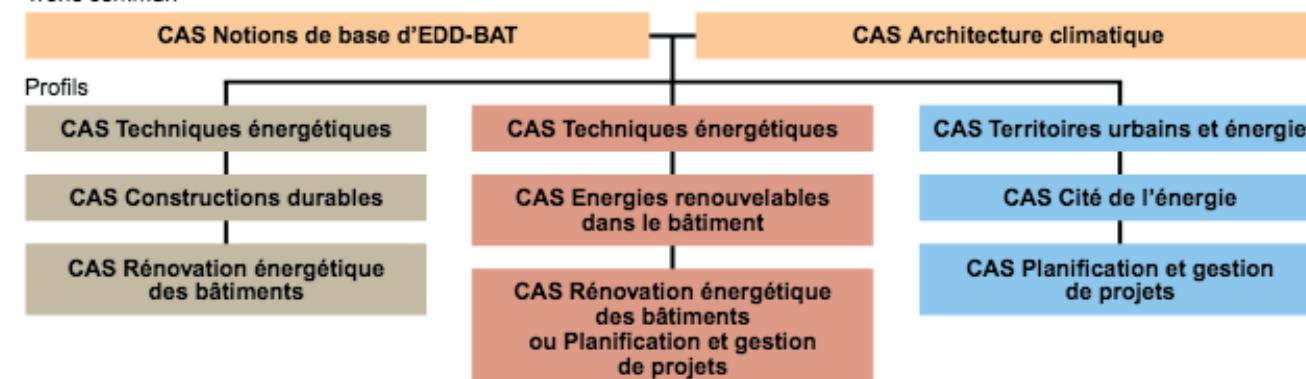 CAS Notions de base d'EDD-BAT
CAS Architecture climatique
Profils
CAS Techniques énergétiques
CAS Techniques énergétiques
CAS Territoires urbains et énergie
CAS Constructions durables
CAS Energies renouvelables
dans le bâtiment
CAS Cité de l'énergie
CAS Rénovation énergétique
des bâtiments
CAS Rénovation énergétique
des bâtiments
ou Planification et gestion
de projets
CAS Planification et gestion
de projets